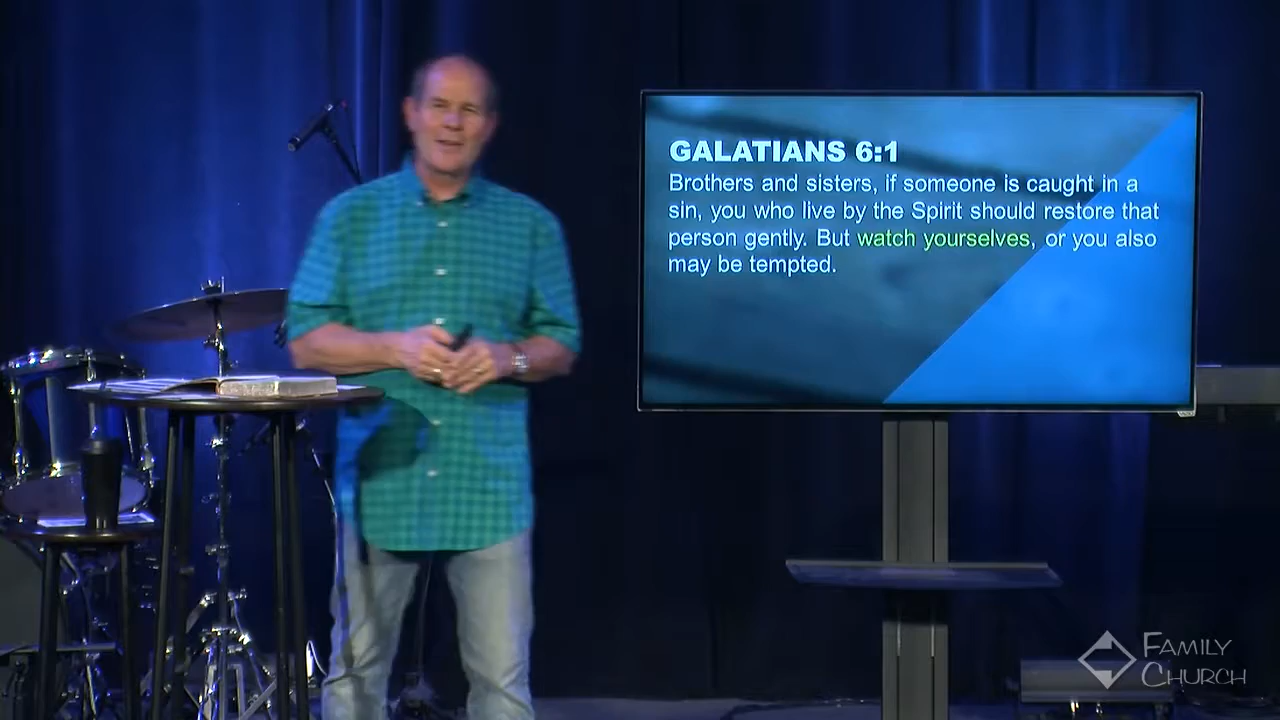 GALATIANS 6:1
Brothers and sisters, if someone is caught in a
sin, you who live by the Spirit should restore that
person gently. But watch yourselves, or you also
may be tempted.
FAMILY
CHURCH